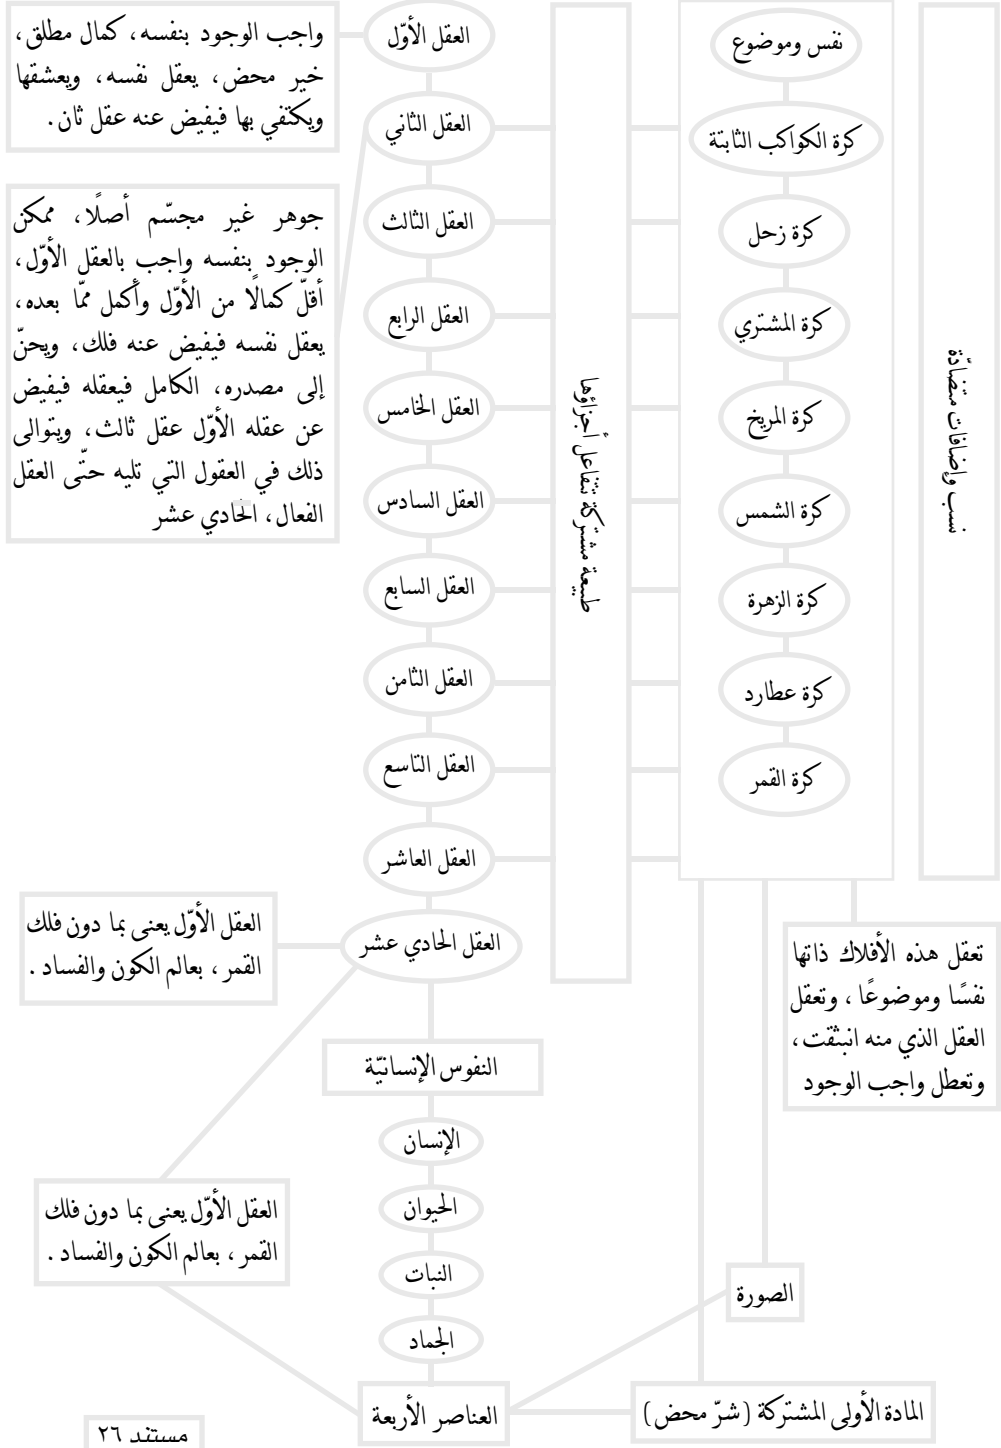 نفس وموضوع
كرة الكواكب الثابتة
كرة زحل
كرة المشتري
كرة المريخ
كرة الشمس
كرة الزهرة
كرة عطارد
كرة القمر
نسب وإضافات متضادّة
طبيعة مشتركة تتفاعل أجزاؤها
العقل الأوّل
العقل الثاني
العقل الثالث
العقل الرابع
العقل الخامس
العقل السادس
العقل السابع
العقل الثامن
العقل التاسع
العقل العاشر
العقل الحادي عشر
واجب الوجود بنفسه، كمال مطلق،
خير محض، يعقل نفسه، ويعشقها
ويكتفي بها فيفيض عنه عقل ثان.
جوهر غير مجسّم أصلًا، ممكن
الوجود بنفسه واجب بالعقل الأوّل،
أقلّ كمالًا من الأوّل وأكمل ممّا بعده،
يعقل نفسه فيفيض عنه فلك، ويحنّ
إلى مصدره، الكامل فيعقله فيفيض
عن عقله الأوّل عقل ثالث، ويتوالى
ذلك في العقول التي تليه حتّى العقل
الفعال، الحادي عشر
العقل الأوّل يعنى بما دون فلك
القمر، بعالم الكون والفساد.
تعقل هذه الأفلاك ذاتها
نفسًا وموضوعًا، وتعقل
العقل الذي منه انبثقت،
وتعطل واجب الوجود
النفوس الإنسانيّة
الإنسان
الحيوان
النبات
الجماد
العقل الأوّل يعنى بما دون فلك
القمر، بعالم الكون والفساد.
الصورة
المادة الأولى المشتركة (شرّ محض)
العناصر الأربعة
مستند ٢٦